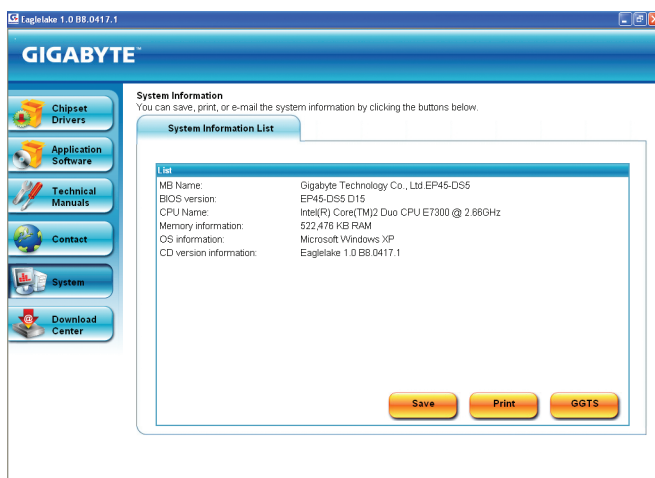 Eaglelake 1.0 B8.0417.1
GIGABYTE™
Chipset
Drivers
Application
Software
Technical
Manuals
Contact
System
Download
Center
System Information
You can save, print, or e-mail the system information by clicking the buttons below.
System Information List
List
MB Name: Gigabyte Technology Co., Ltd.EP45-DS5
BIOS version: EP45-DS5 D15
CPU Name: Intel(R) Core(TM)2 Duo CPU E7300 @ 2.66GHz
Memory information: 522,476 KB RAM
OS information: Microsoft Windows XP
CD version information: Eaglelake 1.0 B8.0417.1
Save Print GGTS